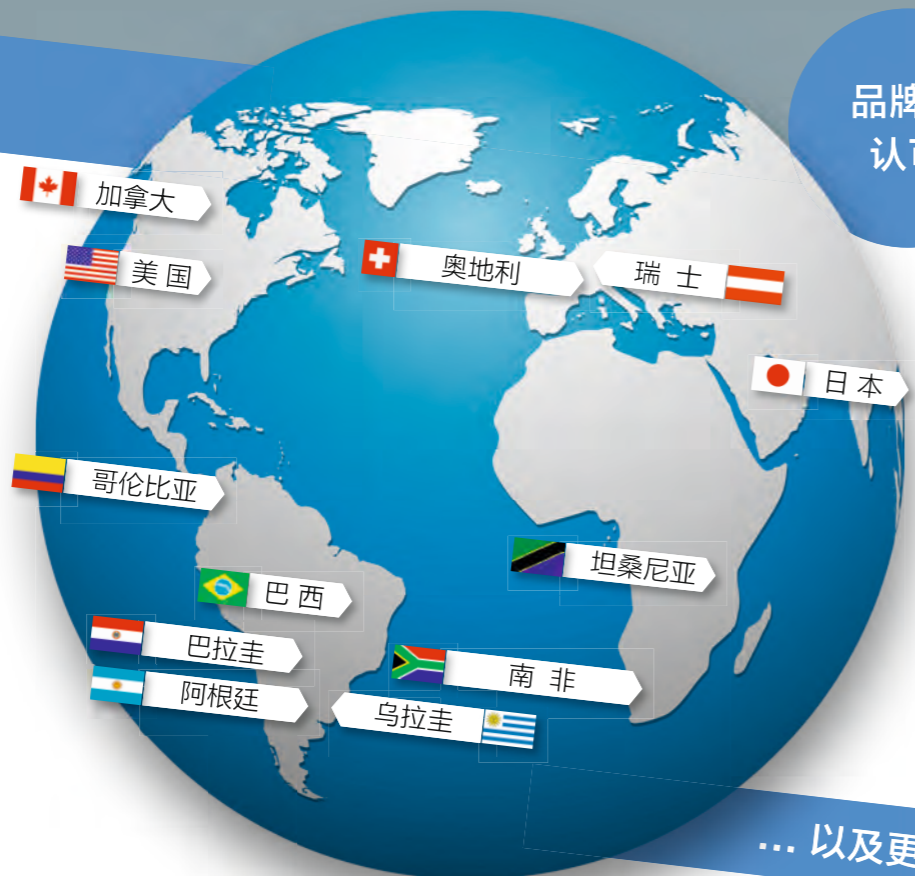 品牌
认
加拿大
美国
奥地利
瑞士
日本
哥伦比亚
坦桑尼亚
巴西
巴拉圭
南非
阿根廷
乌拉圭
... 以及更